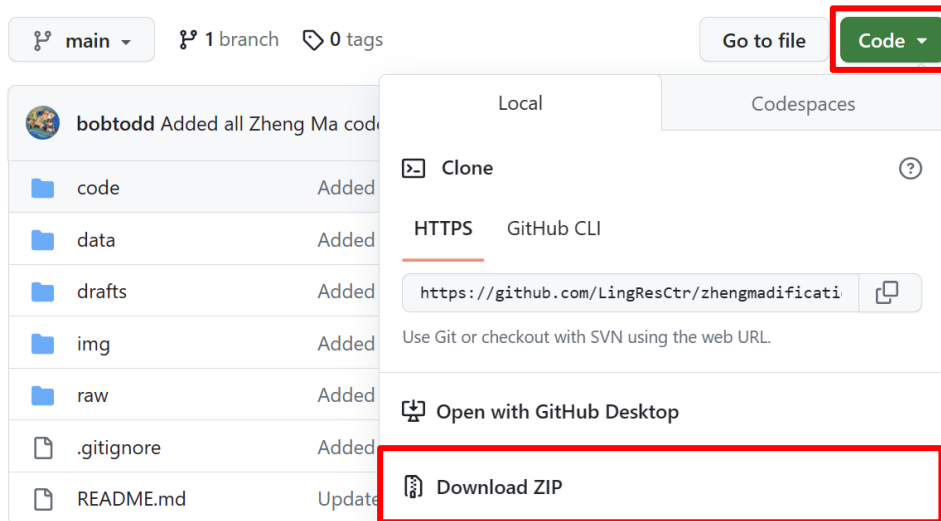 main 1 branch 0 tags Go to file Code
Local Codespaces
bobtodd Added all Zheng Ma code
Clone
code Added
HTTPS GitHub CLI
data Added
drafts Added
https://github.com/LingResCtr/zhengmadificati
img Added
Use Git or checkout with SVN using the web URL.
raw Added
Open with GitHub Desktop
.gitignore Added
Download ZIP
README.md Update